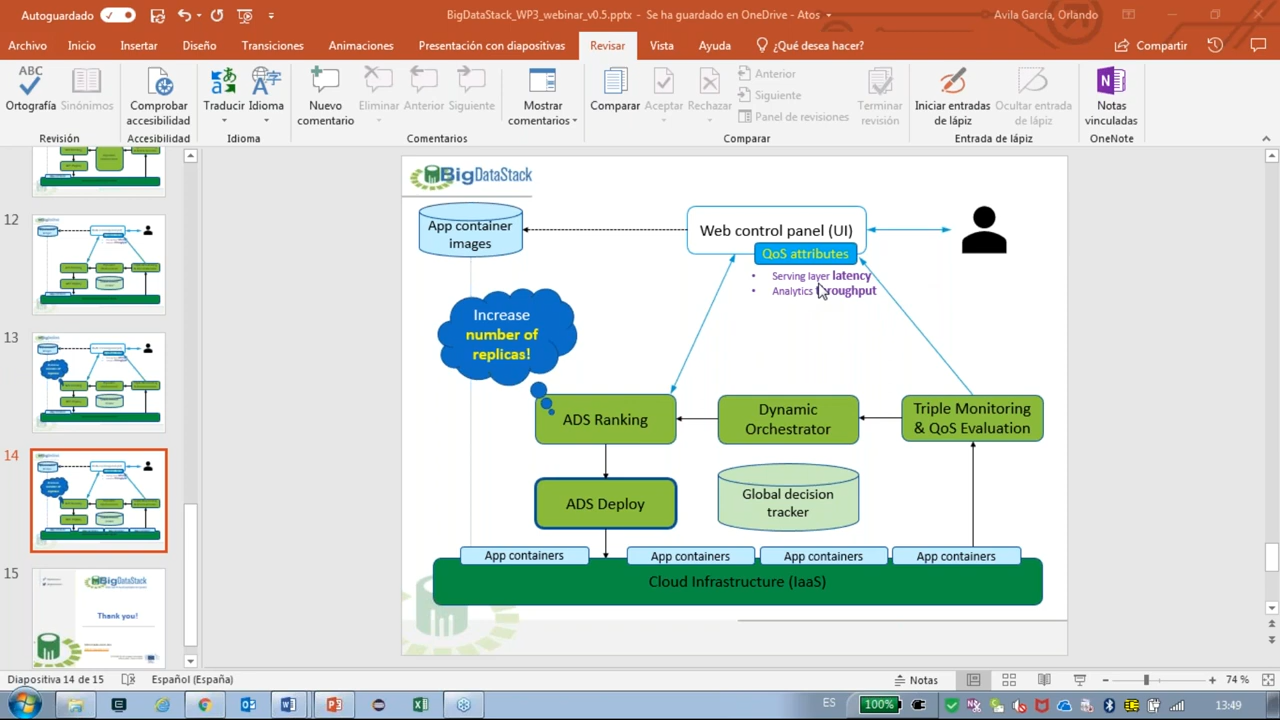 Autoguardado
BigDataStack_WP3_webinar_v0.5.pptx - Se ha guardado en OneDrive - Atos
Avila García, Orlando
Archivo Inicio Insertar Diseño Transiciones Animaciones Presentación con diapositivas Revisar Vista Ayuda ¿Qué desea hacer? Compartir
ABC
Ortografía
Sinónimos
Comprobar
accesibilidad
Traducir
Idioma
Nuevo
comentario
Eliminar
Anterior
Siguiente
Mostrar
comentarios
Comparar
Aceptar
Rechazar
Anterior
Siguiente
Panel de revisiones
Terminar
revisión
Iniciar entradas
de lápiz
Ocultar entrada
de lápiz
Notas
vinculadas
Revisión
Accesibilidad
Idioma
Comentarios
Comparar
Entrada de lápiz
OneNote
12
13
14
15
BigDataStack
Thank you!
BigDataStack
App container
images
Web control panel (UI)
QoS attributes
• Serving layer latency
• Analytics throughput
Increase
number of
replicas!
ADS Ranking
Dynamic
Orchestrator
Triple Monitoring
& QoS Evaluation
ADS Deploy
Global decision
tracker
App containers
App containers
App containers
App containers
Cloud Infrastructure (IaaS)
Diapositiva 14 de 15
Español (España)
Notas
74 %
ES
100%
13:49